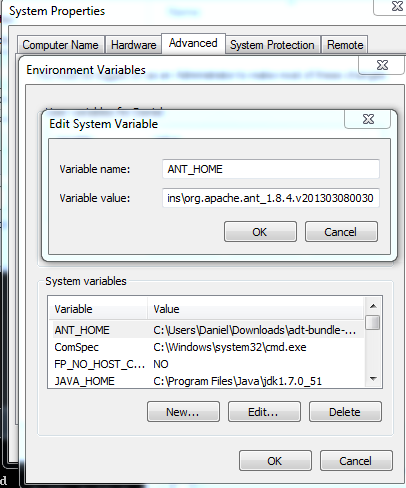 System Properties
Computer Name Hardware Advanced System Protection Remote
Environment Variables
Edit System Variable
Variable name: ANT_HOME
Variable value: ins\org.apache.ant_1.8.4.v201303080030
OK Cancel
System variables
Variable Value
ANT_HOME C:\Users\Daniel\Downloads\adt-bundle-...
ComSpec C:\Windows\system32\cmd.exe
FP_NO_HOST_C... NO
JAVA_HOME C:\Program Files\Java\jdk1.7.0_51
New... Edit... Delete
OK Cancel